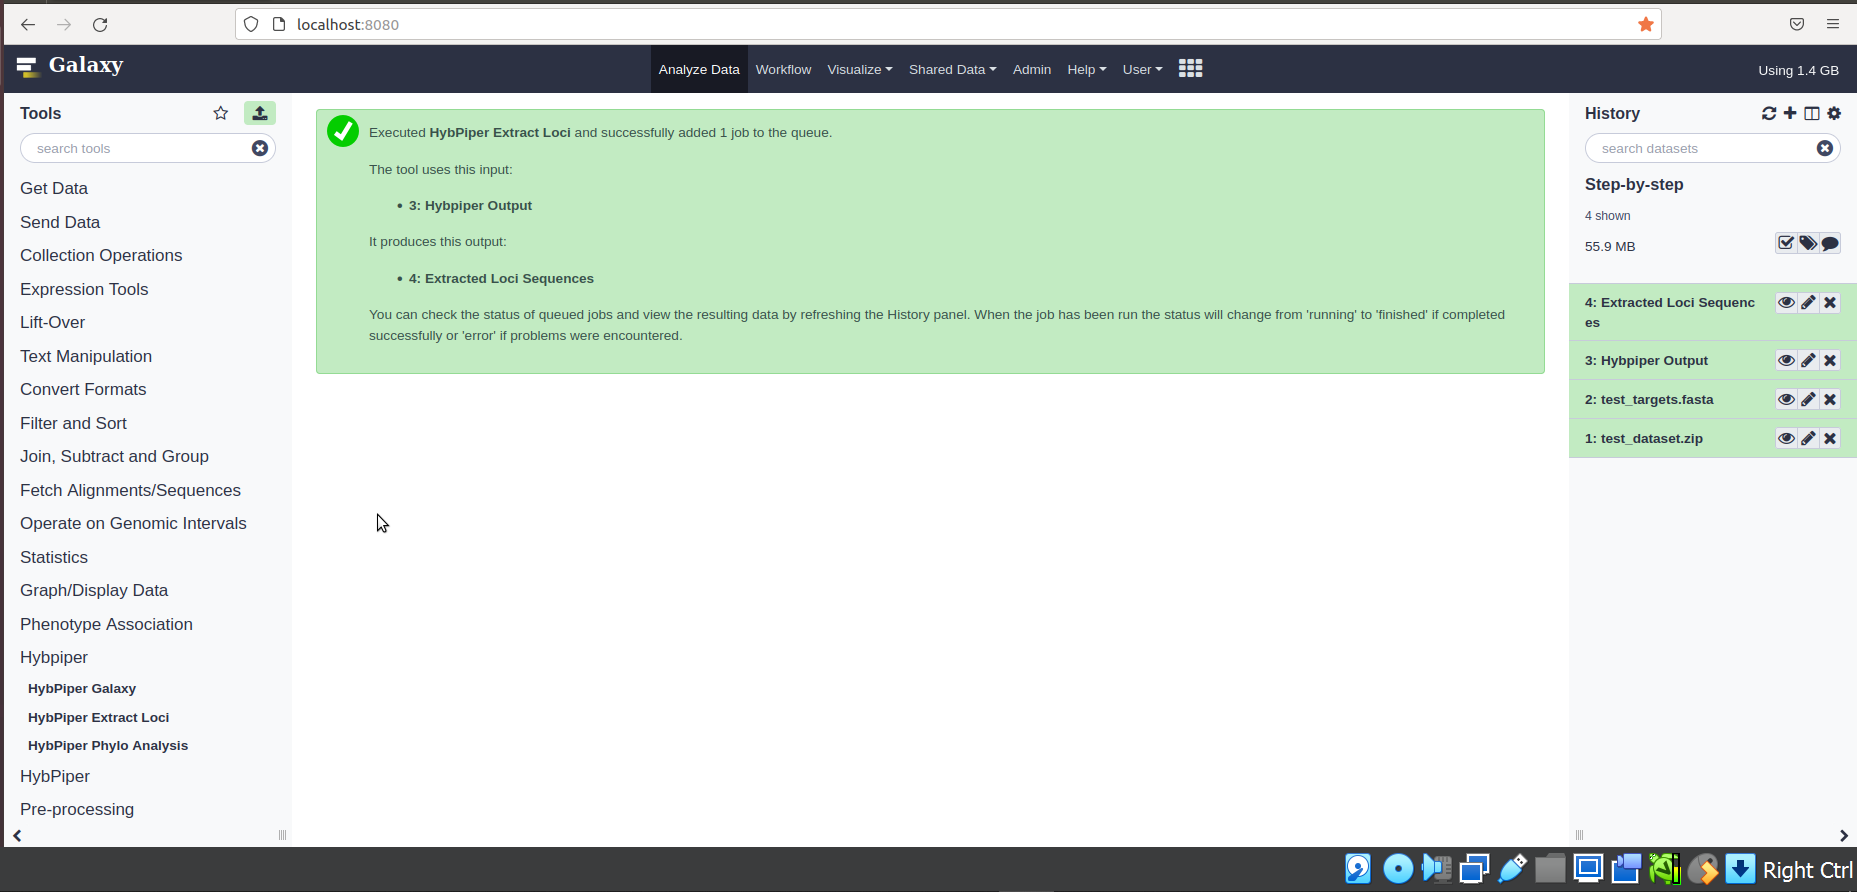 localhost:8080
Galaxy
Analyze Data Workflow Visualize Shared Data Admin Help User
Using 1.4 GB
Tools
search tools
Get Data
Send Data
Collection Operations
Expression Tools
Lift-Over
Text Manipulation
Convert Formats
Filter and Sort
Join, Subtract and Group
Fetch Alignments/Sequences
Operate on Genomic Intervals
Statistics
Graph/Display Data
Phenotype Association
Hybpiper
HybPiper Galaxy
HybPiper Extract Loci
HybPiper Phylo Analysis
HybPiper
Pre-processing
Executed HybPiper Extract Loci and successfully added 1 job to the queue.
The tool uses this input:
• 3: Hybpiper Output
It produces this output:
• 4: Extracted Loci Sequences
You can check the status of queued jobs and view the resulting data by refreshing the History panel. When the job has been run the status will change from 'running' to 'finished' if completed
successfully or 'error' if problems were encountered.
History
search datasets
Step-by-step
4 shown
55.9 MB
4: Extracted Loci Sequenc
es
3: Hybpiper Output
2: test_targets.fasta
1: test_dataset.zip
Right Ctrl